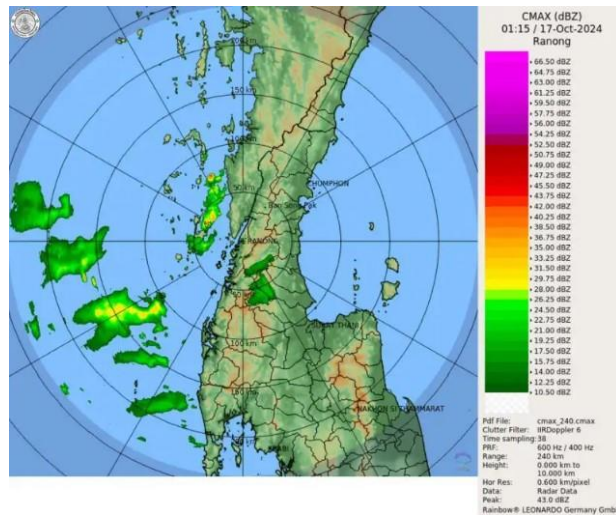 CMAX (dBZ)
01:15 / 17-Oct-2024
Ranong
66.50 dBZ
64.75 dBZ
63.00 dBZ
61.25 dBZ
59.50 dBZ
57.75 dBZ
56.00 dBZ
54.25 dBZ
52.50 dBZ
50.75 dBZ
49.00 dBZ
47.25 dBZ
45.50 dBZ
43.75 dBZ
42.00 dBZ
40.25 dBZ
38.50 dBZ
36.75 dBZ
35.00 dBZ
33.25 dBZ
31.50 dBZ
29.75 dBZ
28.00 dBZ
26.25 dBZ
24.50 dBZ
22.75 dBZ
21.00 dBZ
19.25 dBZ
17.50 dBZ
15.75 dBZ
14.00 dBZ
12.25 dBZ
10.50 dBZ
150 km
CHUMPHON
RANONG
100 km
Pdf File: cmax_240.cmax
Clutter Filter: IIRDoppler 6
Time sampling: 38
PRF: 600 Hz / 400 Hz
Range: 240 km
Height: 0.000 km to
10.000 km
Hor Res: 0.600 km/pixel
Data: Radar Data
Peak: 43.0 dBZ
Rainbow® LEONARDO Germany Gmb